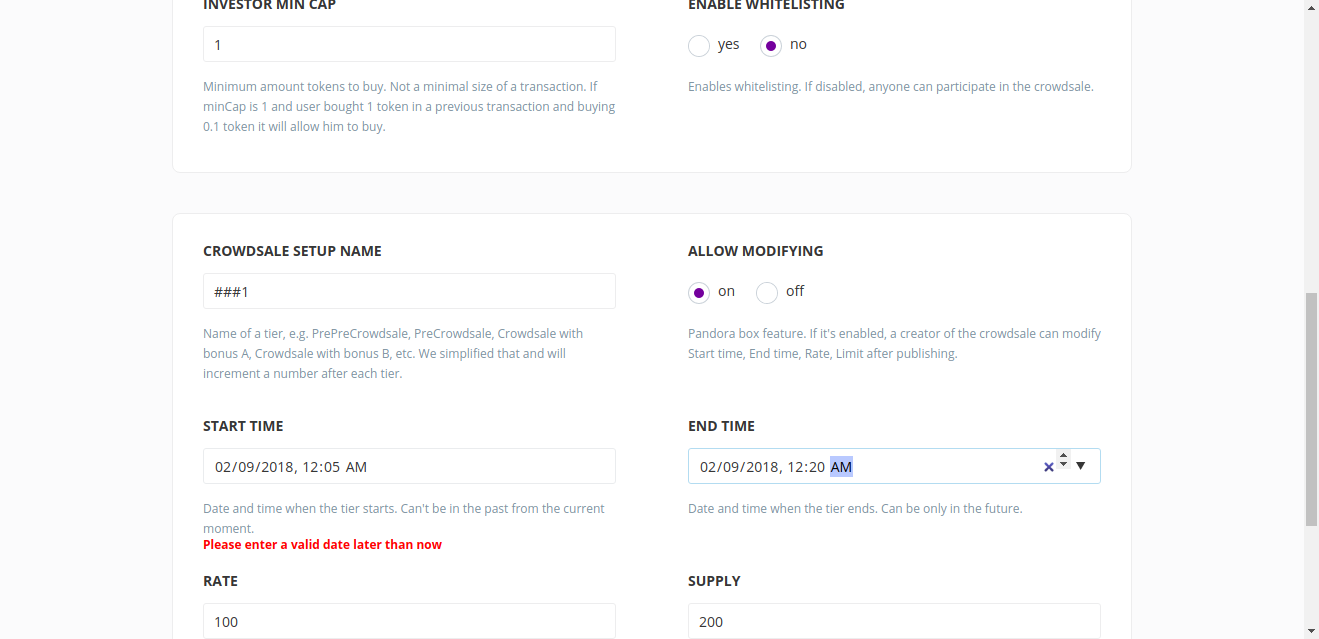 INVESTOR MIN CAP
ENABLE WHITELISTING
1
yes
no
Minimum amount tokens to buy. Not a minimal size of a transaction. If
minCap is 1 and user bought 1 token in a previous transaction and buying
0.1 token it will allow him to buy.
Enables whitelisting. If disabled, anyone can participate in the crowdsale.
CROWDSALE SETUP NAME
ALLOW MODIFYING
###1
on
off
Name of a tier, e.g. PrePreCrowdsale, PreCrowdsale, Crowdsale with
bonus A, Crowdsale with bonus B, etc. We simplified that and will
increment a number after each tier.
Pandora box feature. If it's enabled, a creator of the crowdsale can modify
Start time, End time, Rate, Limit after publishing.
START TIME
END TIME
02/09/2018, 12:05 AM
02/09/2018, 12:20 AM
Date and time when the tier starts. Can't be in the past from the current
moment.
Please enter a valid date later than now
Date and time when the tier ends. Can be only in the future.
RATE
SUPPLY
100
200